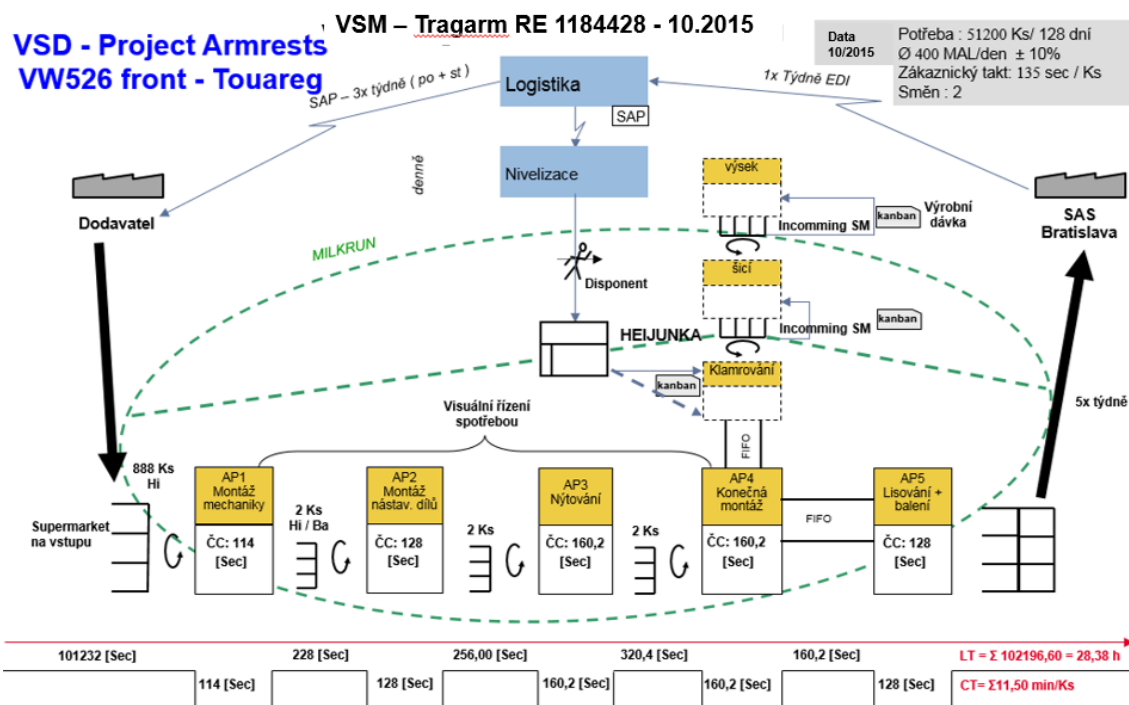 VSM – Tragarm RE 1184428 - 10.2015
VSD - Project Armrests
VW526 front - Touareg
Data
10/2015
Potřeba : 51200 Ks/ 128 dní
Ø 400 MAL/den ± 10%
Zákaznický takt: 135 sec / Ks
Směn : 2
SAP – 3x týdně ( po + st )
Logistika
SAP
1x Týdně EDI
denně
Nivelizace
Dodavatel
MILKRUN
Disponent
HEIJUNKA
výsek
Incomming SM
kanban
Výrobní
dávka
SAS
Bratislava
šicí
Incomming SM
kanban
Klamrování
kanban
5x týdně
Visuální řízení
spotřebou
FIFO
888 Ks
Hi
Supermarket
na vstupu
AP1
Montáž
mechaniky
ČC: 114
[Sec]
2 Ks
Hi / Ba
AP2
Montáž
nástav. dílů
ČC: 128
[Sec]
2 Ks
AP3
Nýtování
ČC: 160,2
[Sec]
2 Ks
AP4
Konečná
montáž
ČC: 160,2
[Sec]
FIFO
AP5
Lisování +
balení
ČC: 128
[Sec]
101232 [Sec]
228 [Sec]
256,00 [Sec]
320,4 [Sec]
160,2 [Sec]
LT = Σ 102196,60 = 28,38 h
114 [Sec]
128 [Sec]
160,2 [Sec]
160,2 [Sec]
128 [Sec]
CT= Σ11,50 min/Ks